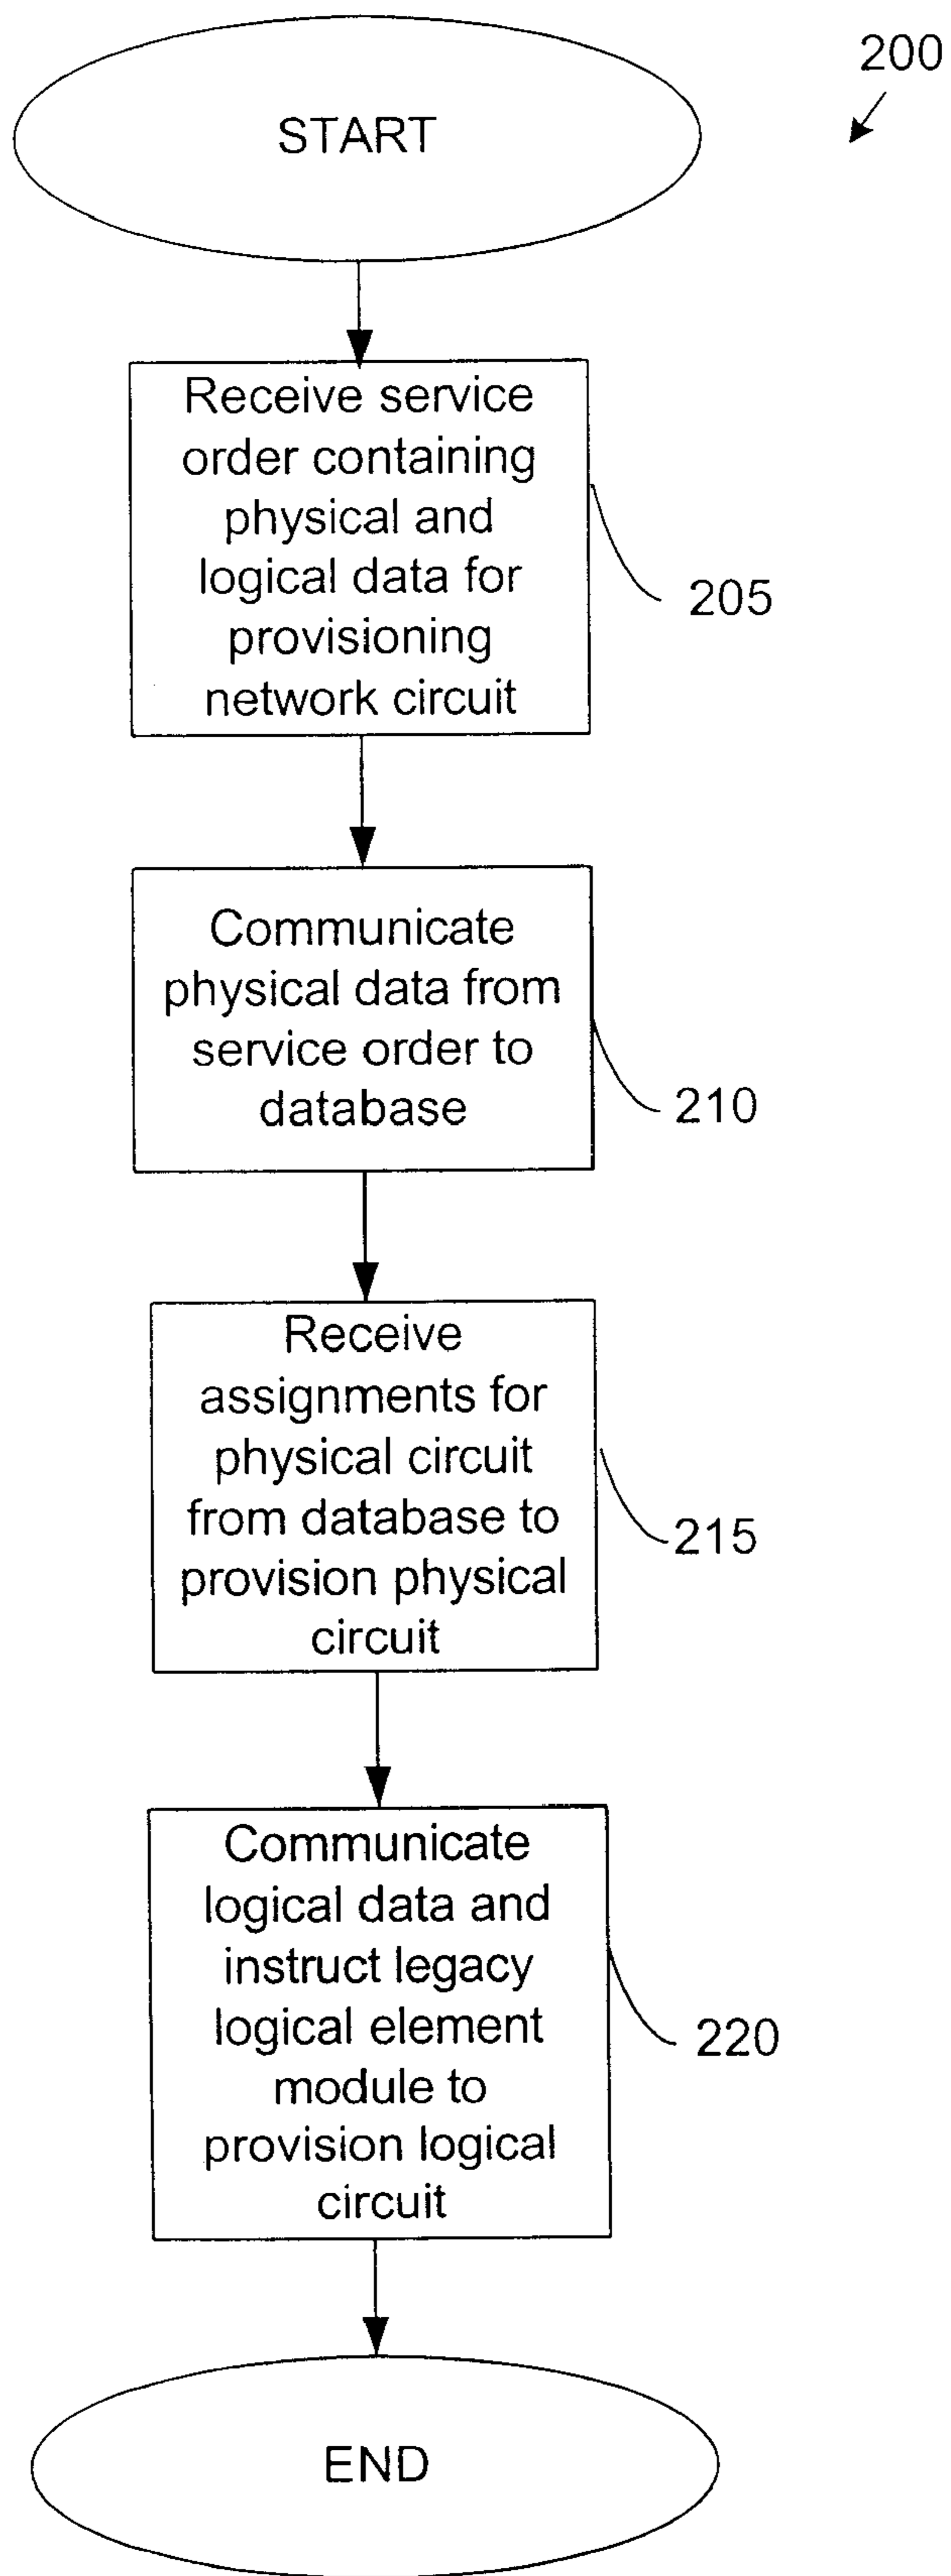 200
START
Receive service
order containing
physical and
logical data for
provisioning
network circuit
205
Communicate
physical data from
service order to
database
210
Receive
assignments for
physical circuit
from database to
provision physical
circuit
215
Communicate
logical data and
instruct legacy
logical element
module to
provision logical
circuit
220
END